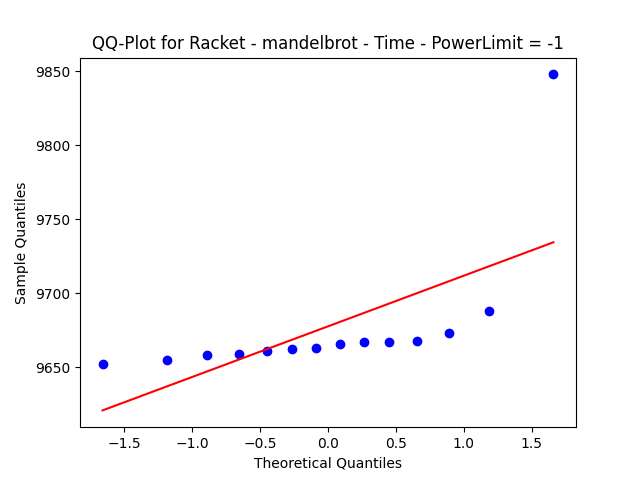 QQ-Plot for Racket - mandelbrot - Time - PowerLimit = -1
9850
9800
9750
9700
9650
Sample Quantiles
−1.5 −1.0 −0.5 0.0 0.5 1.0 1.5
Theoretical Quantiles